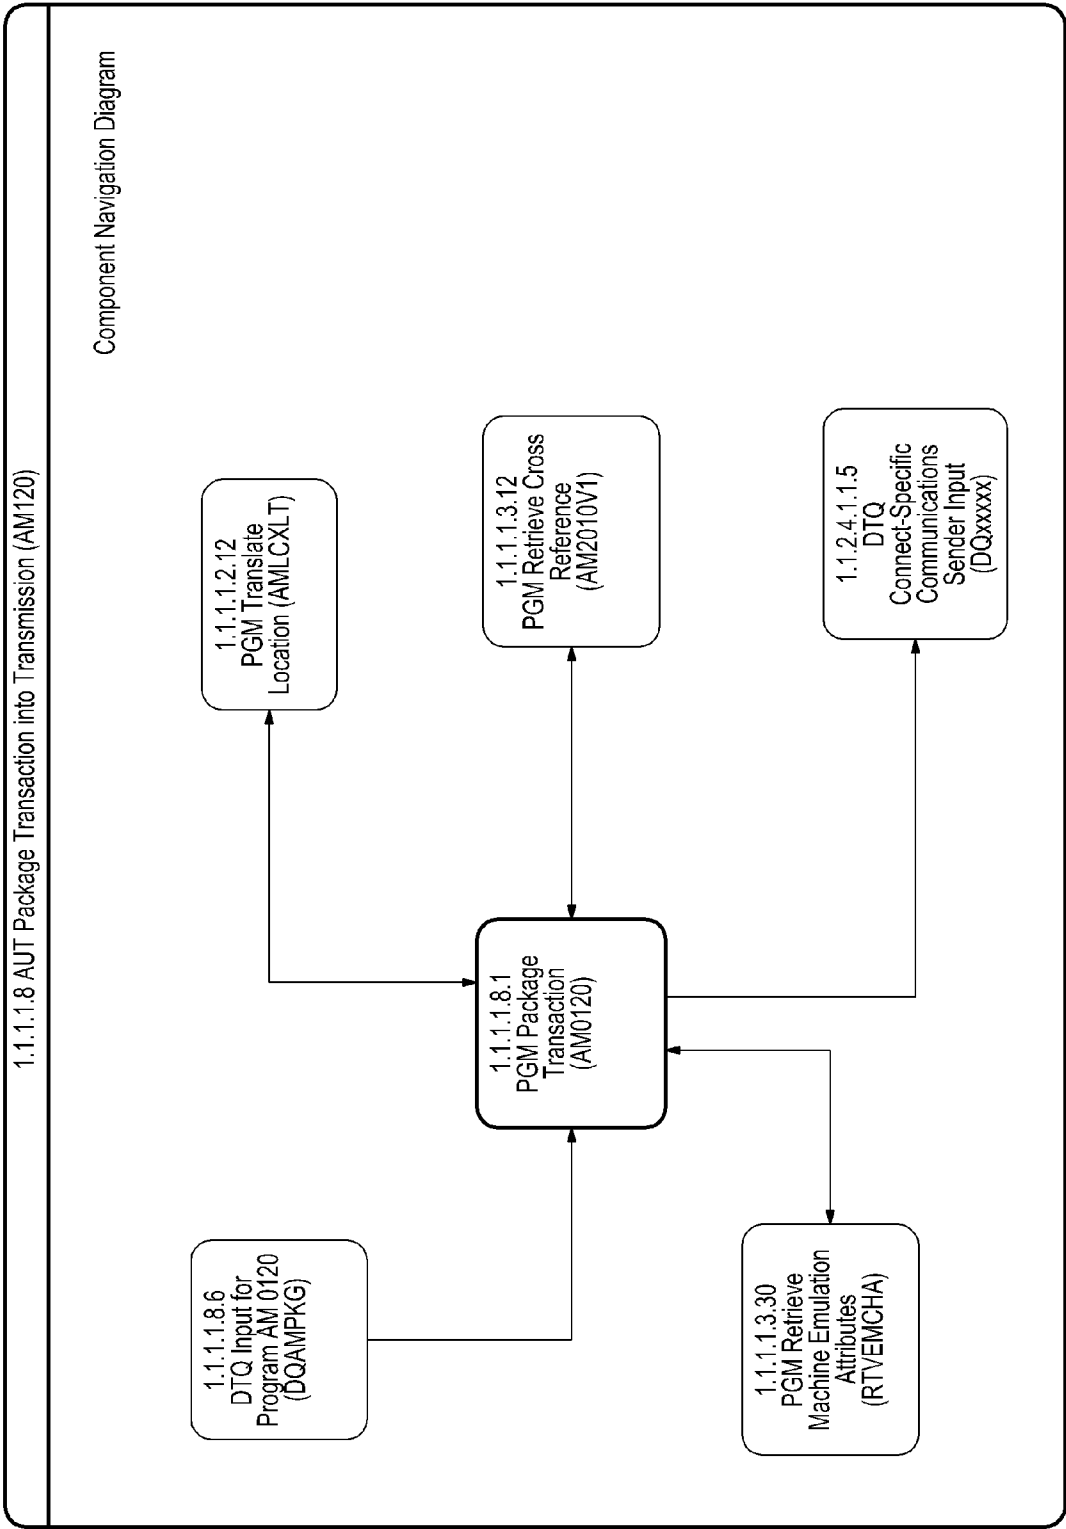 1.1.1.1.8 AUT Package Transaction into Transmission (AM120)
Component Navigation Diagram
1.1.1.1.8.6
DTQ Input for
Program AM 0120
(DQAMPKG)
1.1.1.1.2.12
PGM Translate
Location (AMLCXLT)
1.1.1.1.8.1
PGM Package
Transaction
(AM0120)
1.1.1.1.3.12
PGM Retrieve Cross
Reference
(AM2010V1)
1.1.1.1.3.30
PGM Retrieve
Machine Emulation
Attributes
(RTVEMCHA)
1.1.2.4.1.1.5
DTQ
Connect-Specific
Communications
Sender Input
(DQxxxxx)